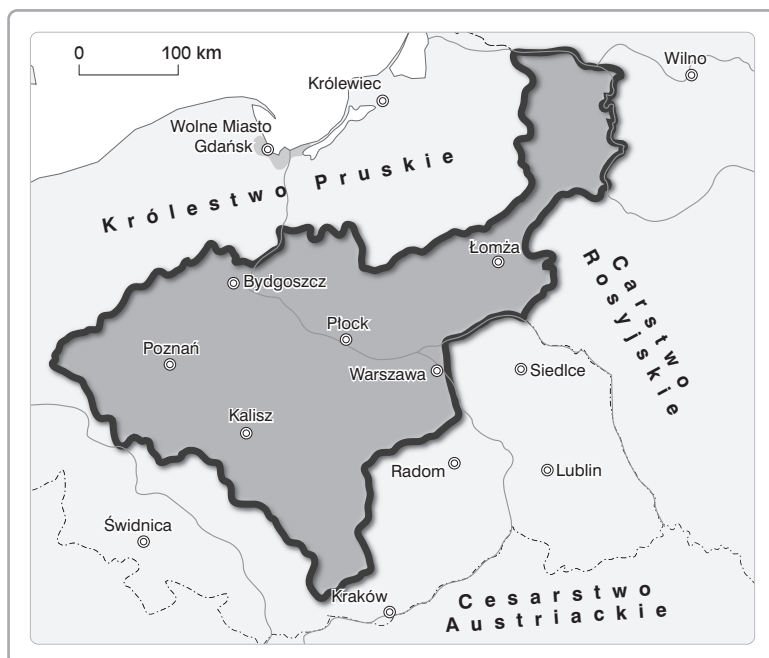 0 100 km
Wilno
Królewiec
Wolne Miasto
Gdańsk
Królestwo Pruskie
Łomża
Carstwo
Rosyjskie
Bydgoszcz
Płock
Poznań
Warszawa
Siedlce
Kalisz
Radom
Lublin
Świdnica
Kraków
Cesarstwo
Austriackie